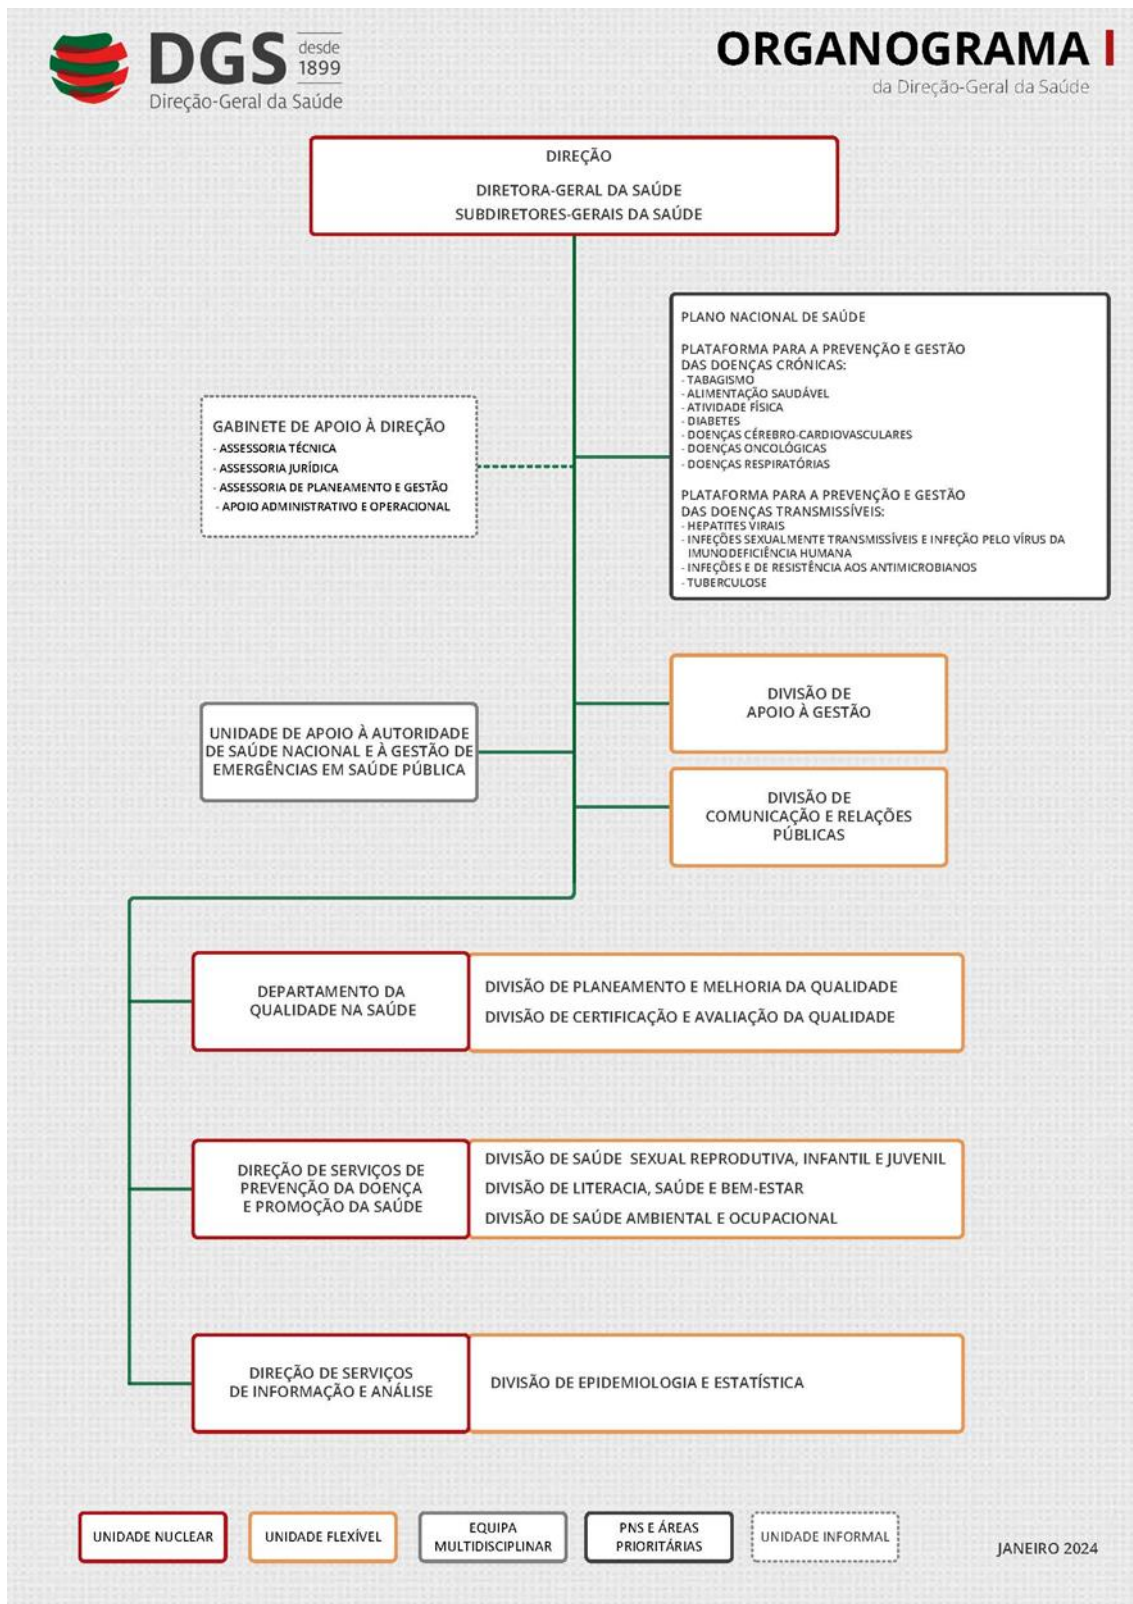 DGS desde
1899
Direção-Geral da Saúde
ORGANOGRAMA
da Direção-Geral da Saúde
DIREÇÃO
DIRETORA-GERAL DA SAÚDE
SUBDIRETORES-GERAIS DA SAÚDE
PLANO NACIONAL DE SAÚDE
PLATAFORMA PARA A PREVENÇÃO E GESTÃO
DAS DOENÇAS CRÓNICAS:
- TABAGISMO
- ALIMENTAÇÃO SAUDÁVEL
- ATIVIDADE FÍSICA
- DIABETES
- DOENÇAS CÉREBRO-CARDIOVASCULARES
- DOENÇAS ONCOLÓGICAS
- DOENÇAS RESPIRATÓRIAS
PLATAFORMA PARA A PREVENÇÃO E GESTÃO
DAS DOENÇAS TRANSMISSÍVEIS:
- HEPATITES VIRAIS
- INFEÇÕES SEXUALMENTE TRANSMISSÍVEIS E INFEÇÃO PELO VÍRUS DA
IMUNODEFICIÊNCIA HUMANA
- INFEÇÕES E DE RESISTÊNCIA AOS ANTIMICROBIANOS
- TUBERCULOSE
GABINETE DE APOIO À DIREÇÃO
- ASSESSORIA TÉCNICA
- ASSESSORIA JURÍDICA
- ASSESSORIA DE PLANEAMENTO E GESTÃO
- APOIO ADMINISTRATIVO E OPERACIONAL
DIVISÃO DE
APOIO À GESTÃO
UNIDADE DE APOIO À AUTORIDADE
DE SAÚDE NACIONAL E À GESTÃO DE
EMERGÊNCIAS EM SAÚDE PÚBLICA
DIVISÃO DE
COMUNICAÇÃO E RELAÇÕES
PÚBLICAS
DEPARTAMENTO DA
QUALIDADE NA SAÚDE
DIVISÃO DE PLANEAMENTO E MELHORIA DA QUALIDADE
DIVISÃO DE CERTIFICAÇÃO E AVALIAÇÃO DA QUALIDADE
DIREÇÃO DE SERVIÇOS DE
PREVENÇÃO DA DOENÇA
E PROMOÇÃO DA SAÚDE
DIVISÃO DE SAÚDE SEXUAL REPRODUTIVA, INFANTIL E JUVENIL
DIVISÃO DE LITERACIA, SAÚDE E BEM-ESTAR
DIVISÃO DE SAÚDE AMBIENTAL E OCUPACIONAL
DIREÇÃO DE SERVIÇOS
DE INFORMAÇÃO E ANÁLISE
DIVISÃO DE EPIDEMIOLOGIA E ESTATÍSTICA
UNIDADE NUCLEAR
UNIDADE FLEXÍVEL
EQUIPA
MULTIDISCIPLINAR
PNS E ÁREAS
PRIORITÁRIAS
UNIDADE INFORMAL
JANEIRO 2024